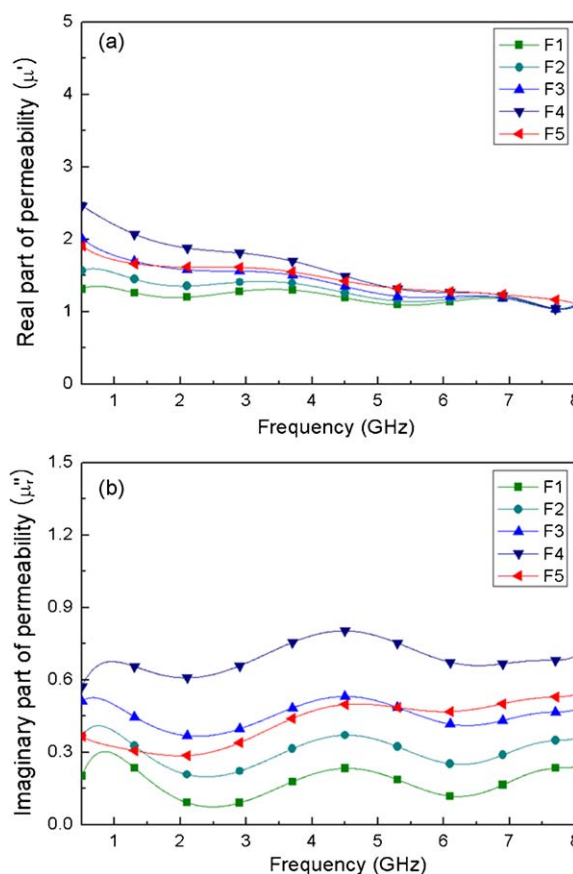 (a)
F1
F2
F3
F4
F5
Real part of permeability (μ')
5
4
3
2
1
0
1 2 3 4 5 6 7 8
Frequency (GHz)
(b)
F1
F2
F3
F4
F5
Imaginary part of permeability (μ''r)
1.5
1.2
0.9
0.6
0.3
0.0
1 2 3 4 5 6 7 8
Frequency (GHz)